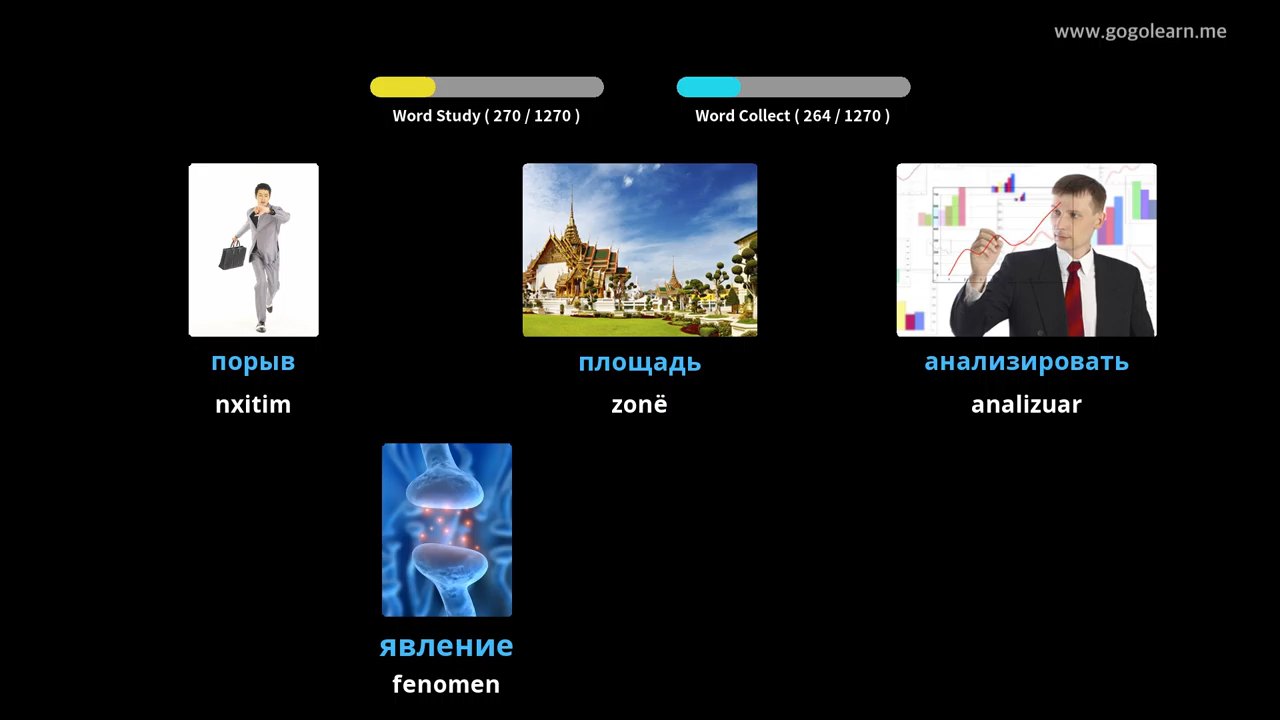 www.gogolearn.me
Word Study ( 270 / 1270 )
Word Collect ( 264 / 1270 )
порыв
площадь
анализировать
nxitim
zonë
analizuar
явление
fenomen